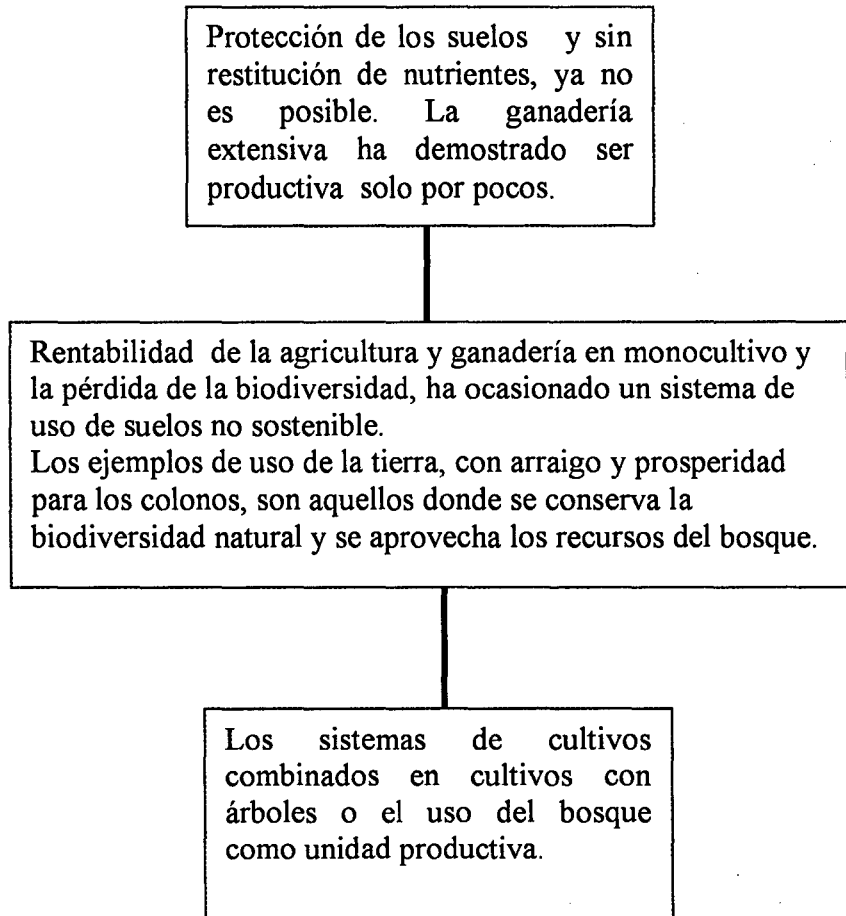 Protección de los suelos y sin
restitución de nutrientes, ya no
es posible. La ganadería
extensiva ha demostrado ser
productiva solo por pocos.
Rentabilidad de la agricultura y ganadería en monocultivo y
la pérdida de la biodiversidad, ha ocasionado un sistema de
uso de suelos no sostenible.
Los ejemplos de uso de la tierra, con arraigo y prosperidad
para los colonos, son aquellos donde se conserva la
biodiversidad natural y se aprovecha los recursos del bosque.
Los sistemas de cultivos
combinados en cultivos con
árboles o el uso del bosque
como unidad productiva.